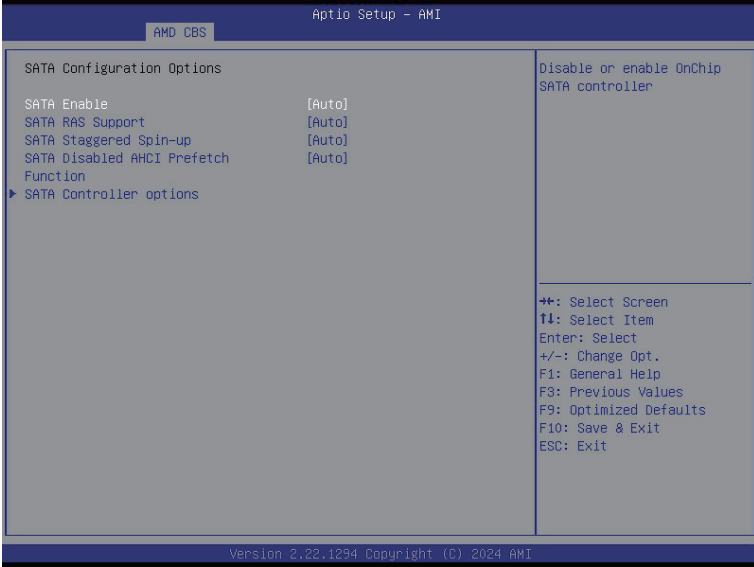 Aptio Setup – AMI
AMD CBS
SATA Configuration Options
SATA Enable [Auto]
SATA RAS Support [Auto]
SATA Staggered Spin-up [Auto]
SATA Disabled AHCI Prefetch [Auto]
Function
SATA Controller options
Disable or enable OnChip
SATA controller
→←: Select Screen
↑↓: Select Item
Enter: Select
+/-: Change Opt.
F1: General Help
F3: Previous Values
F9: Optimized Defaults
F10: Save & Exit
ESC: Exit
Version 2.22.1294 Copyright (C) 2024 AMI